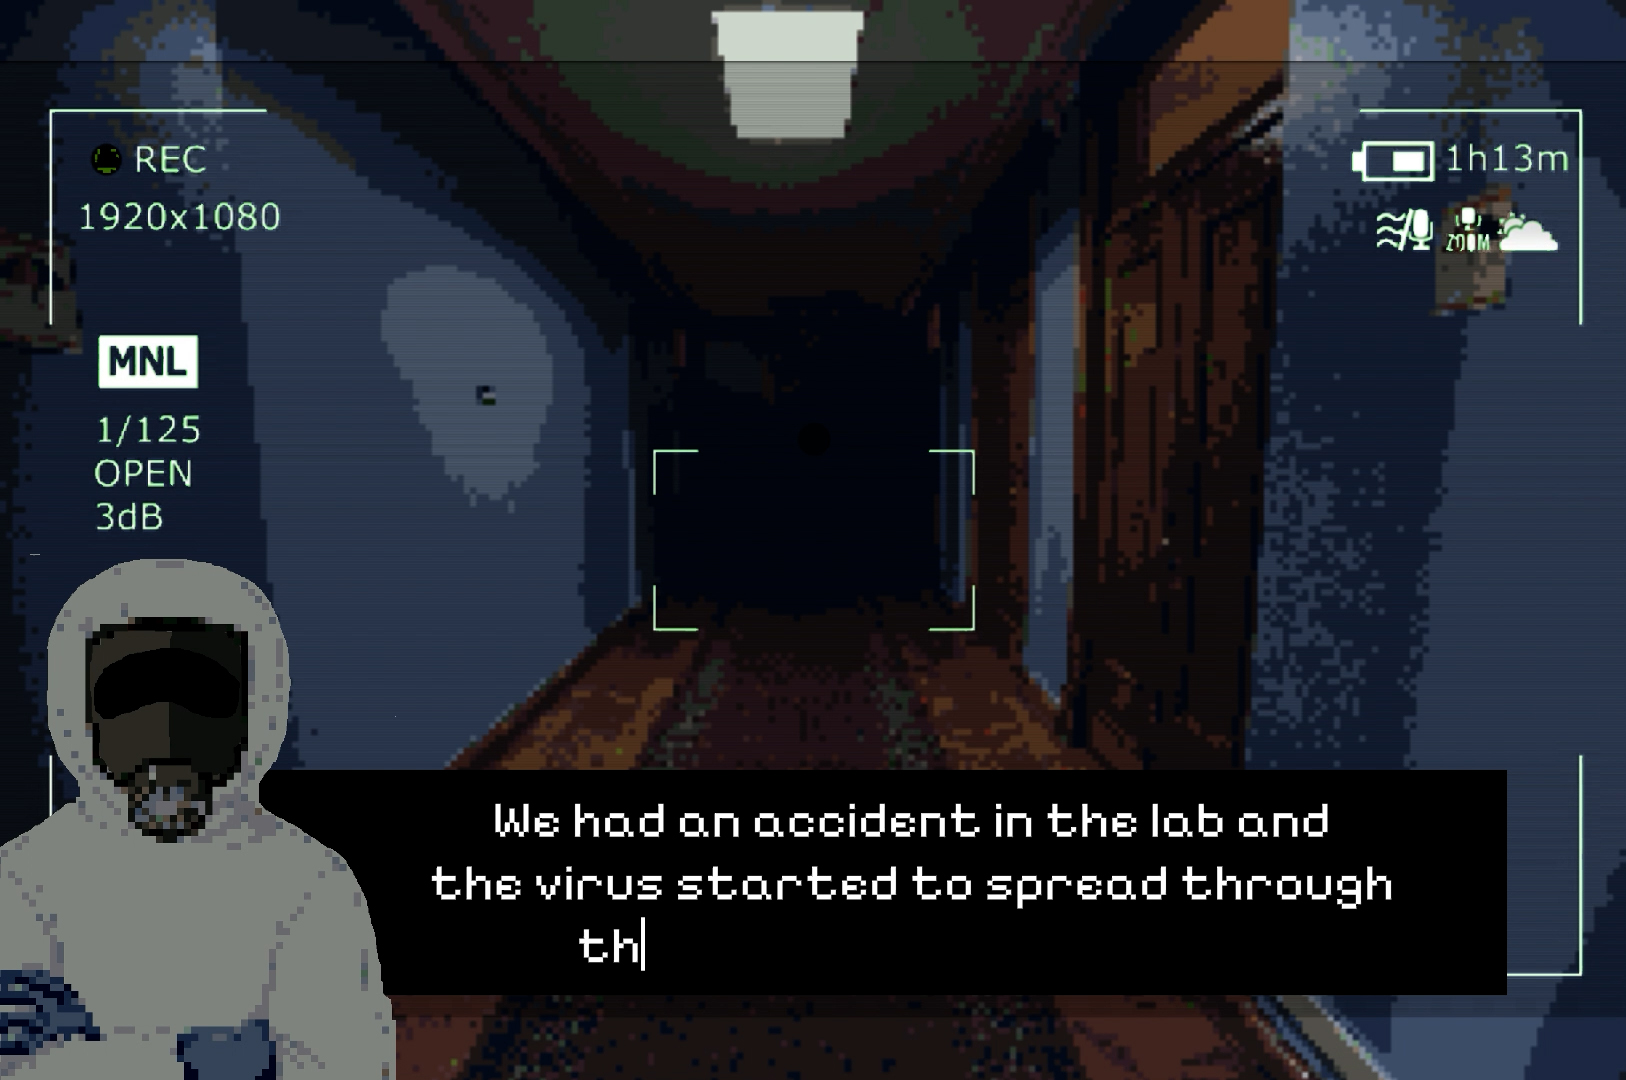 REC
1920x1080
1h13m
ZOOM
MNL
1/125
OPEN
3dB
We had an accident in the lab and
the virus started to spread through
th